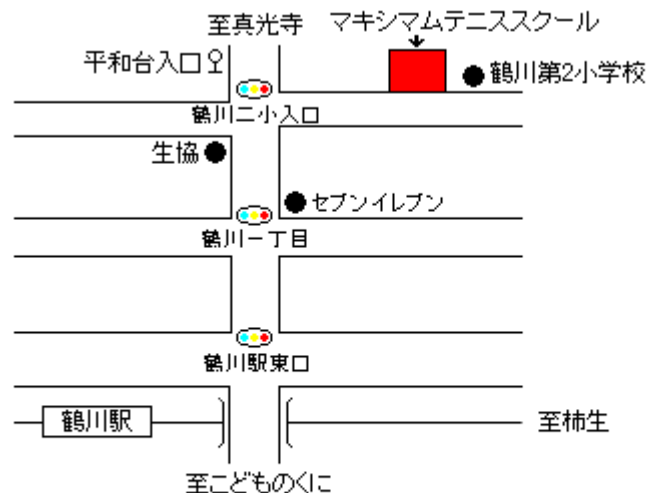 至真光寺
マキシマムテニススクール
平和台入口
鶴川第2小学校
鶴川二小入口
生協
セブンイレブン
鶴川一丁目
鶴川駅東口
鶴川駅
至柿生
至こどものくに